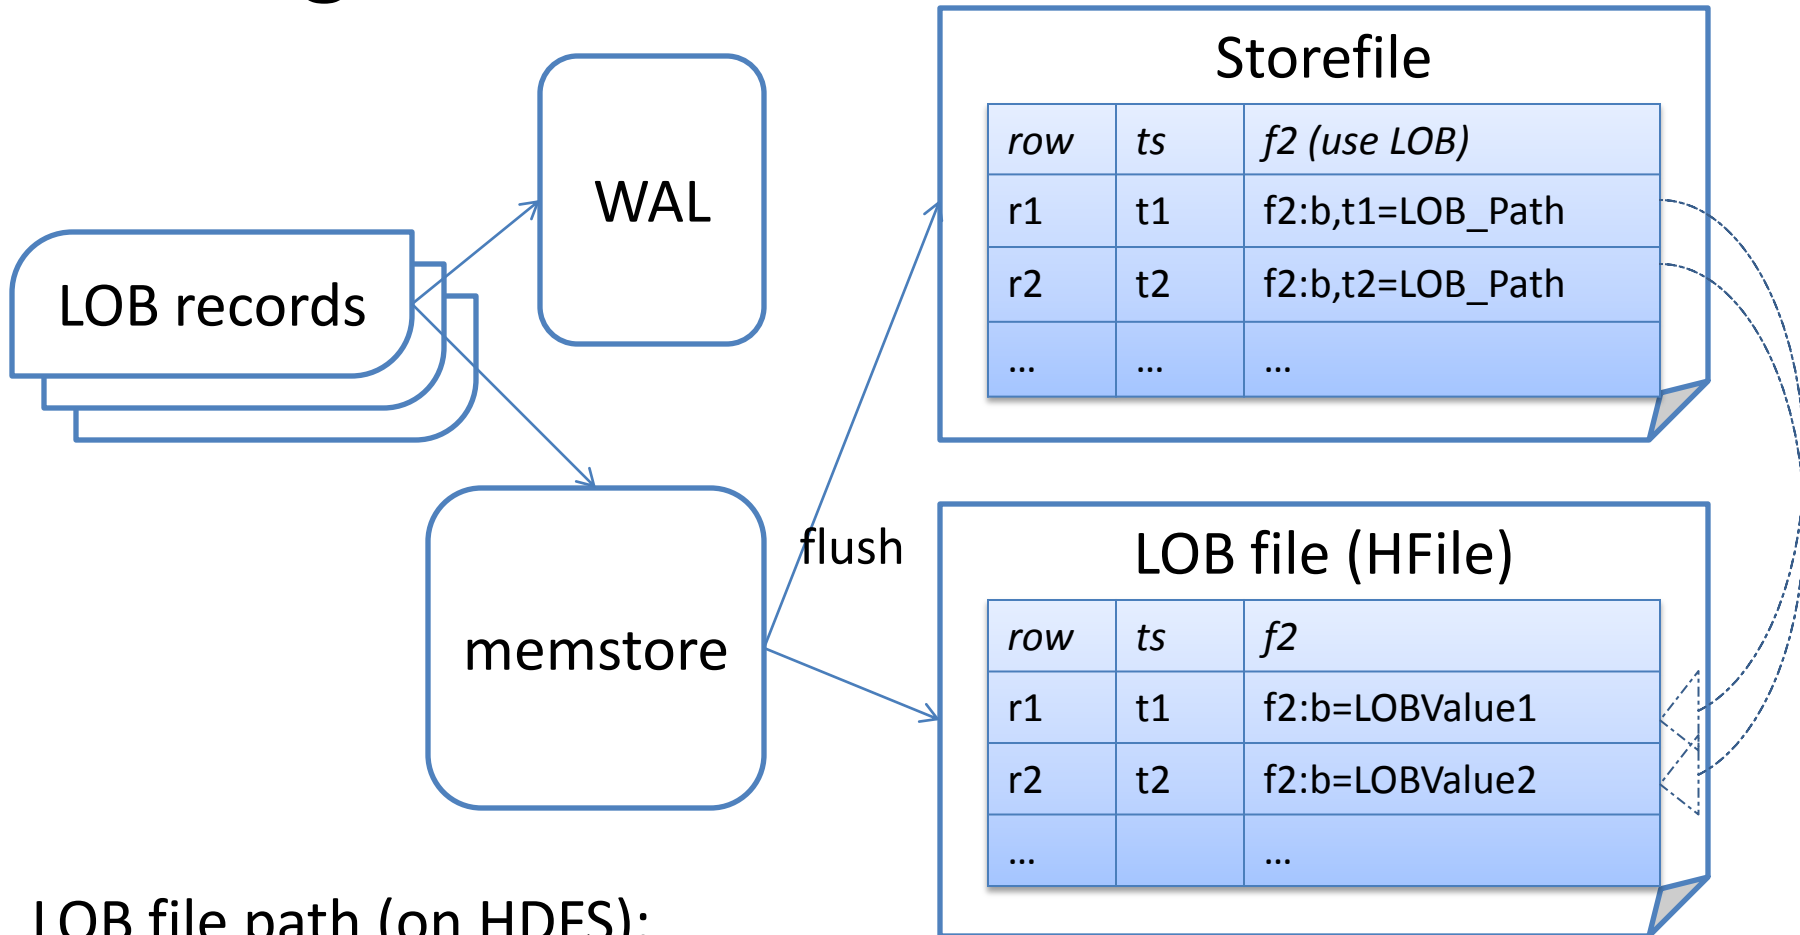 WAL
LOB records
memstore
flush
Storefile
row ts f2 (use LOB)
r1 t1 f2:b,t1=LOB_Path
r2 t2 f2:b,t2=LOB_Path
... ... ...
LOB file (HFile)
row ts f2
r1 t1 f2:b=LOBValue1
r2 t2 f2:b=LOBValue2
... ...
LOB file path (on HDFS):